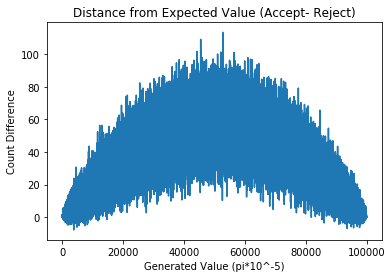 Distance from Expected Value (Accept- Reject)
100
80
60
40
20
0
Count Difference
0 20000 40000 60000 80000 100000
Generated Value (pi*10^-5)